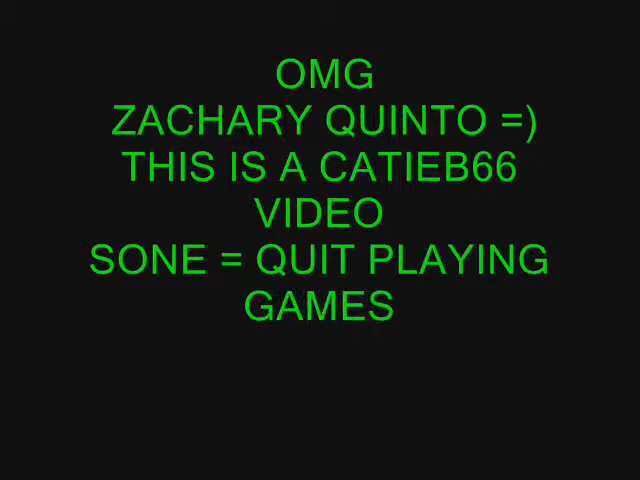 OMG
ZACHARY QUINTO =)
THIS IS A CATIEB66
VIDEO
SONE = QUIT PLAYING
GAMES